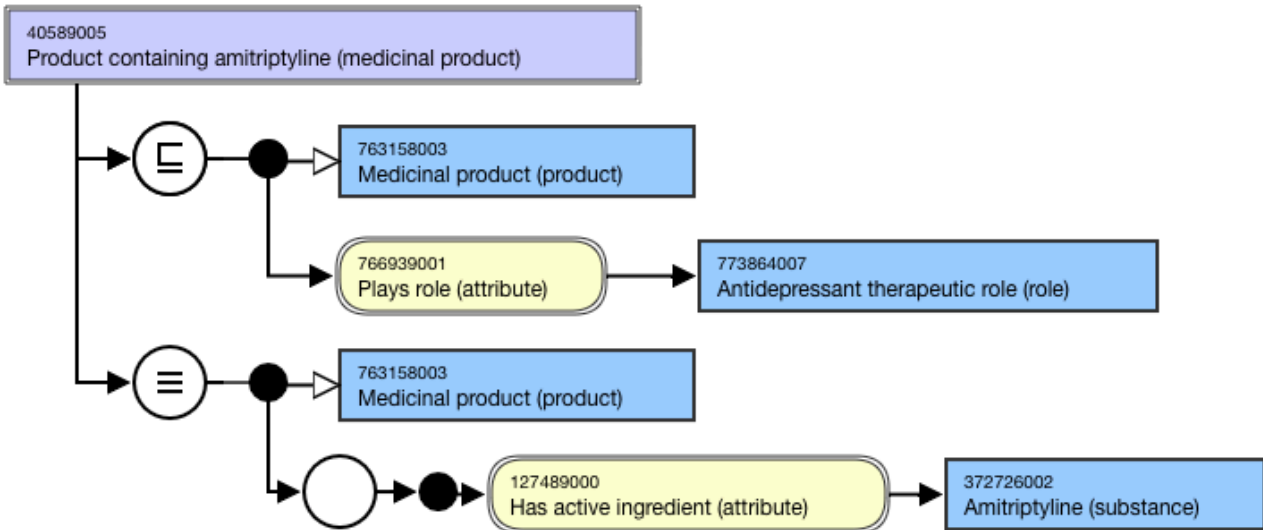 40589005
Product containing amitriptyline (medicinal product)
⊑
763158003
Medicinal product (product)
766939001
Plays role (attribute)
773864007
Antidepressant therapeutic role (role)
≡
763158003
Medicinal product (product)
127489000
Has active ingredient (attribute)
372726002
Amitriptyline (substance)